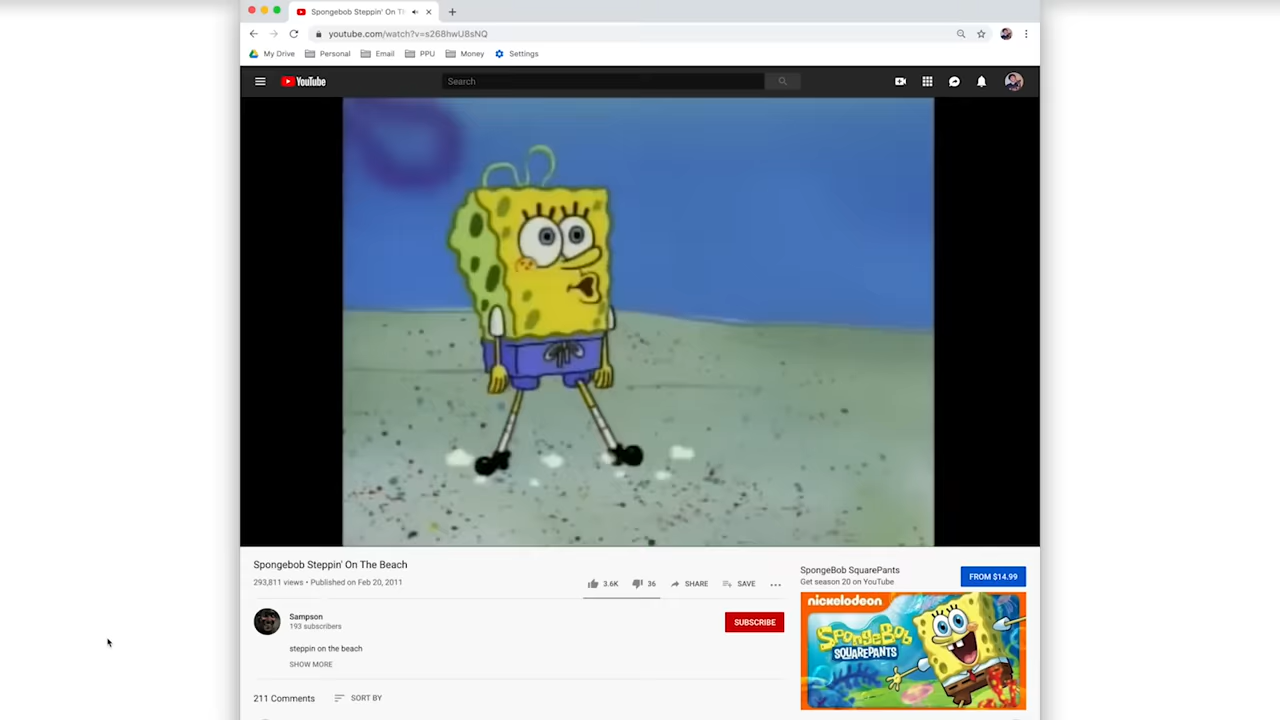 Spongebob Steppin' On Th
youtube.com/watch?v=s268hwU8sNQ
My Drive Personal Email PPU Money Settings
YouTube Search
Spongebob Steppin' On The Beach
293,811 views • Published on Feb 20, 2011
3.6K 36 SHARE SAVE
Sampson
193 subscribers
SUBSCRIBE
steppin on the beach
SHOW MORE
211 Comments SORT BY
SpongeBob SquarePants
Get season 20 on YouTube
FROM $14.99
nickelodeon
SpongeBob
SQUAREPANTS